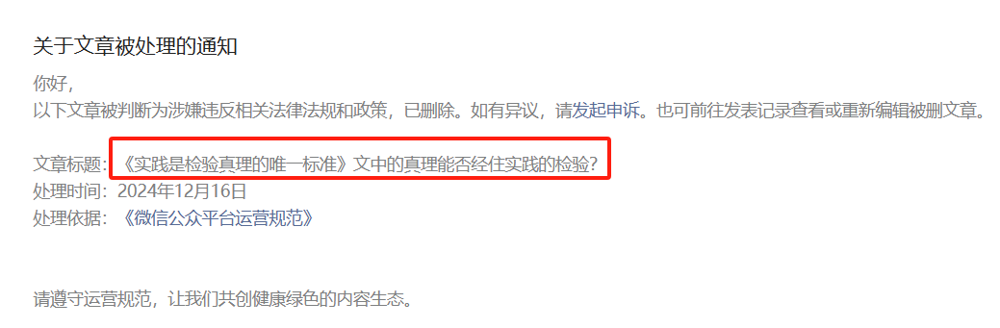 关于文章被处理的通知
你好，
以下文章被判断为涉嫌违反相关法律法规和政策，已删除。如有异议，请发起申诉。也可前往发表记录查看或重新编辑被删文章。
文章标题：《实践是检验真理的唯一标准》文中的真理能否经住实践的检验？
处理时间：2024年12月16日
处理依据：《微信公众平台运营规范》
请遵守运营规范，让我们共创健康绿色的内容生态。